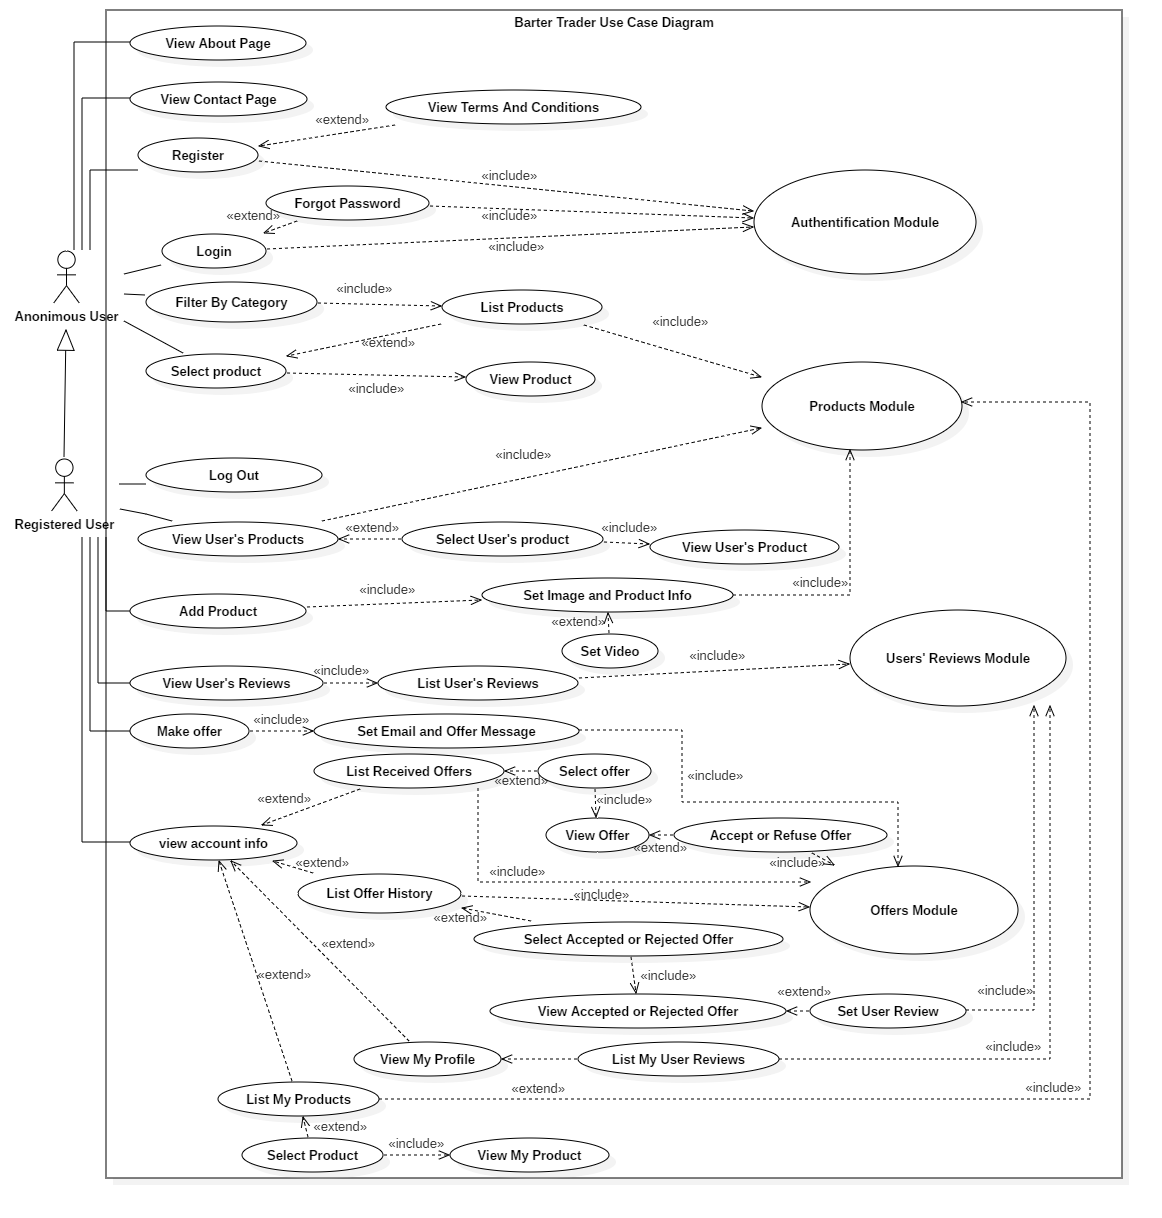 Barter Trader Use Case Diagram
View About Page
View Contact Page
View Terms And Conditions
«extend»
Register
«include»
Forgot Password
«extend»
«include»
Authentification Module
Login
«include»
Filter By Category
«include»
List Products
Anonimous User
«include»
«extend»
Select product
«include»
View Product
Products Module
«include»
Log Out
Registered User
View User's Products
«extend»
Select User's product
«include»
View User's Product
«include»
Add Product
«include»
Set Image and Product Info
«extend»
Set Video
«include»
Users' Reviews Module
View User's Reviews
«include»
List User's Reviews
Make offer
«include»
Set Email and Offer Message
List Received Offers
«extend»
Select offer
«include»
«extend»
«include»
View Offer
«extend»
Accept or Refuse Offer
view account info
«extend»
«include»
«include»
List Offer History
«include»
Offers Module
«extend»
Select Accepted or Rejected Offer
«extend»
«extend»
«include»
«extend»
«include»
View Accepted or Rejected Offer
Set User Review
«include»
View My Profile
List My User Reviews
«extend»
«include»
List My Products
«extend»
«include»
Select Product
View My Product